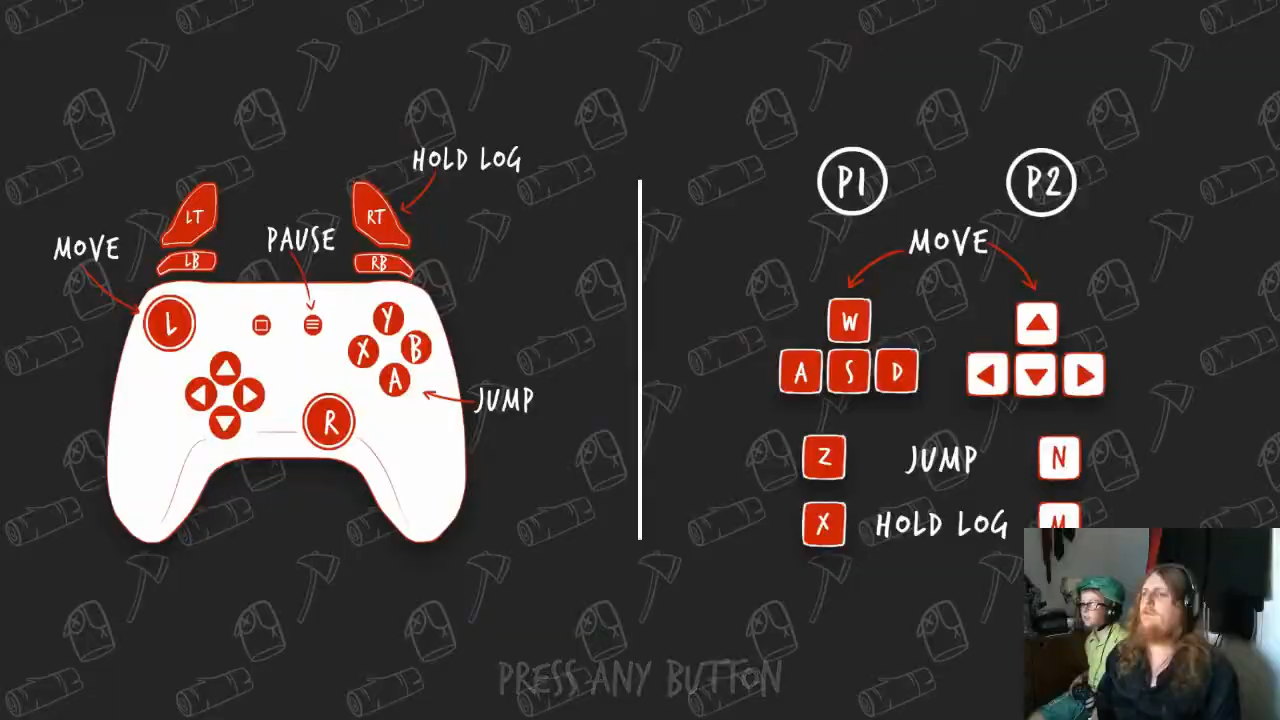 HOLD LOG
LT
RT
MOVE
PAUSE
LB
RB
L
Y
X
B
A
JUMP
R
P1
P2
MOVE
W
A
S
D
Z
JUMP
N
X
HOLD LOG
M
PRESS ANY BUTTON